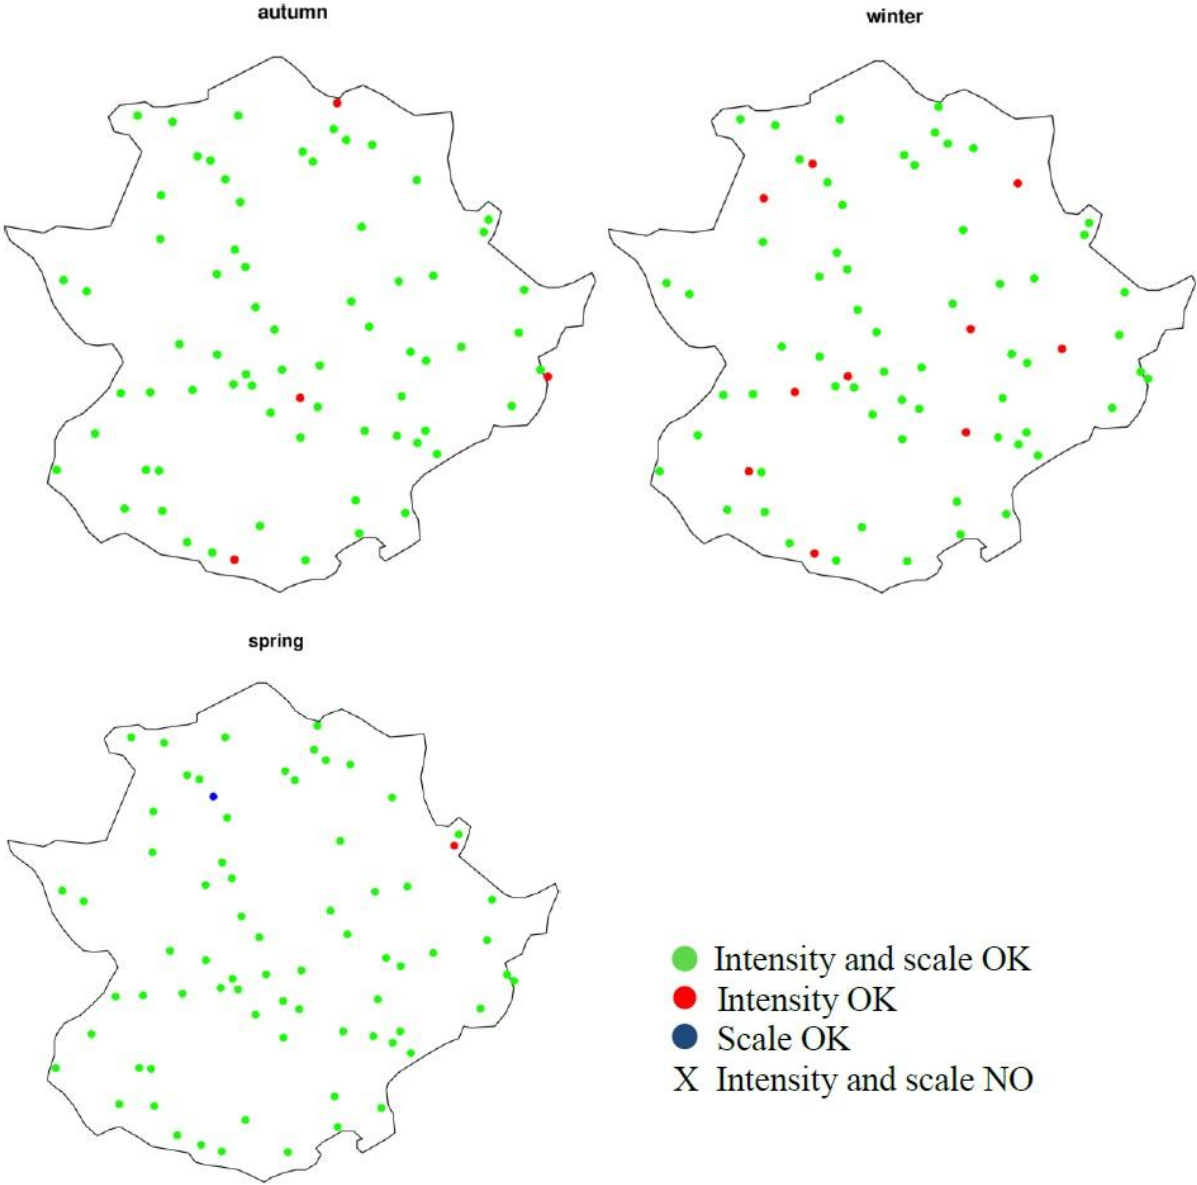 autumn
winter
spring
Intensity and scale OK
Intensity OK
Scale OK
X Intensity and scale NO